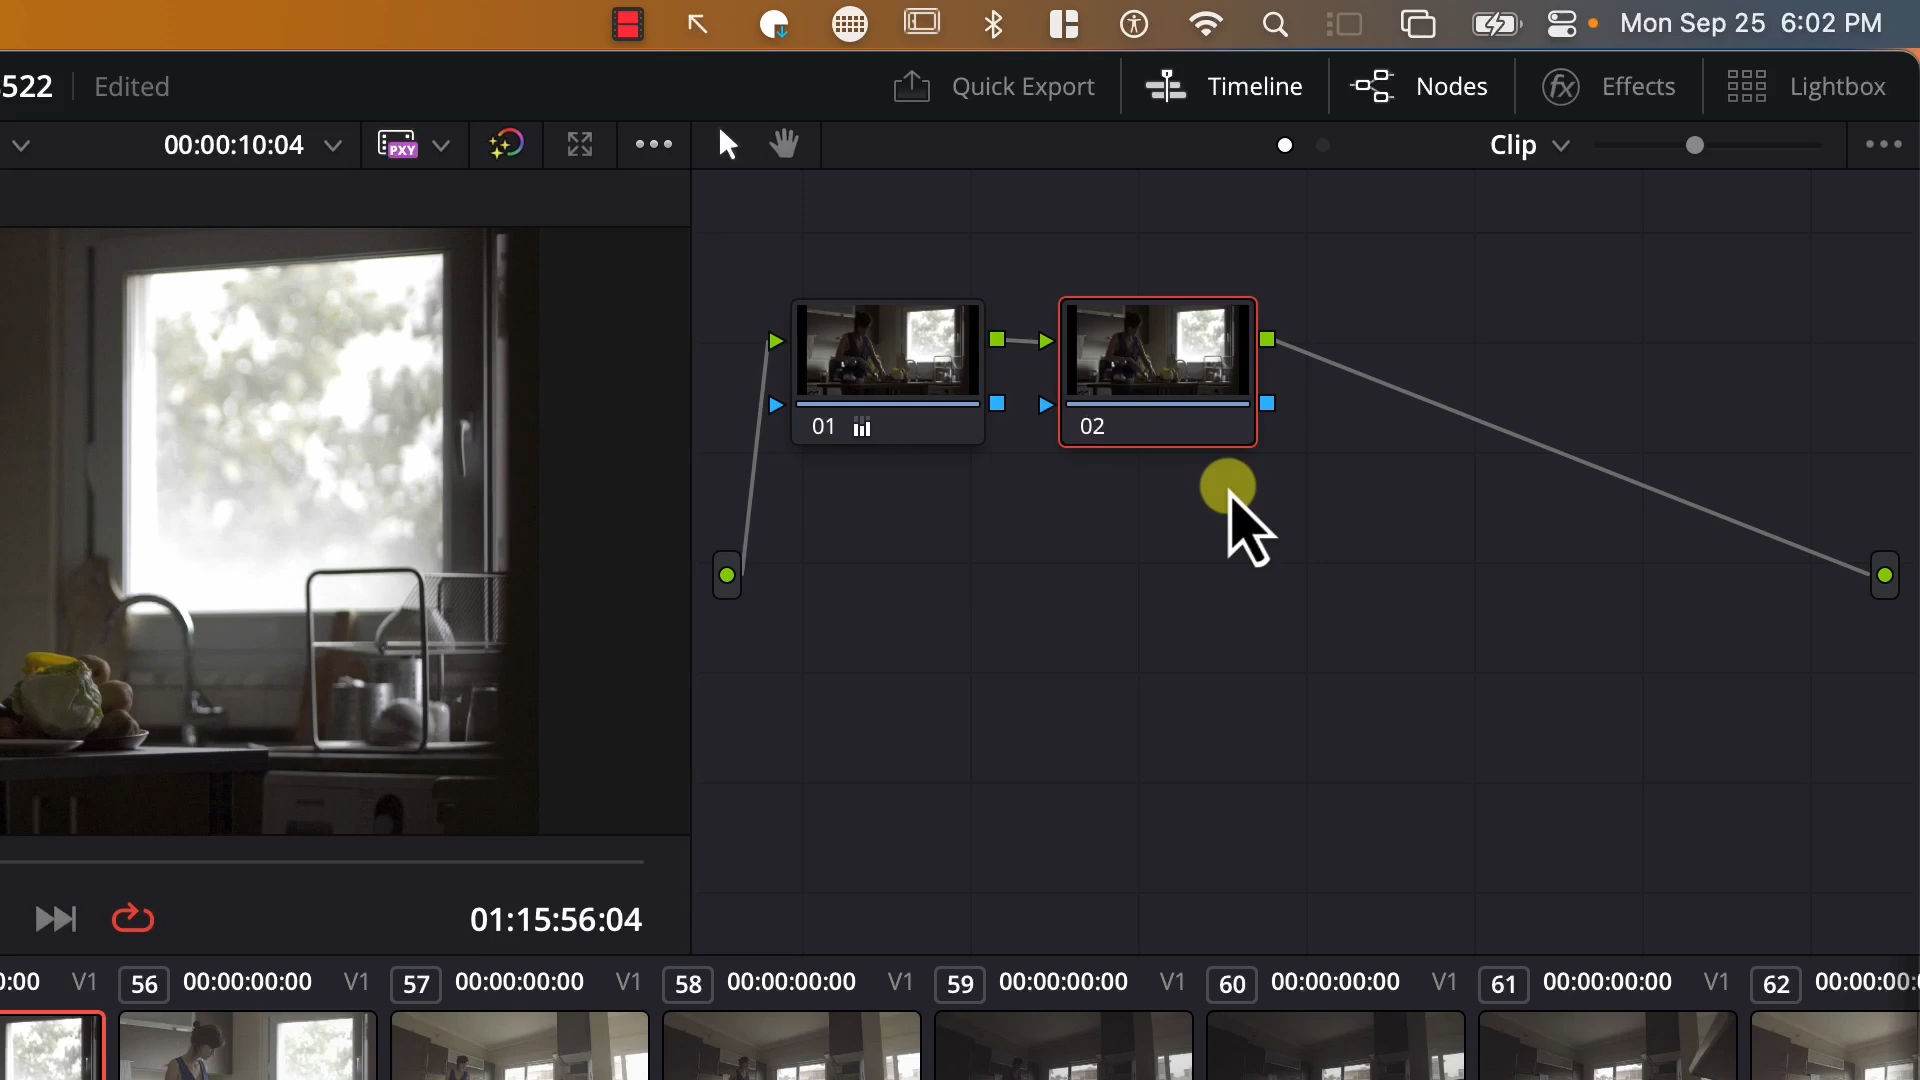 Mon Sep 25 6:02 PM
522 Edited Quick Export Timeline Nodes fx Effects Lightbox
00:00:10:04 PXY Clip
01 02
01:15:56:04
0:00 V1 56 00:00:00:00 V1 57 00:00:00:00 V1 58 00:00:00:00 V1 59 00:00:00:00 V1 60 00:00:00:00 V1 61 00:00:00:00 V1 62 00:00:00: